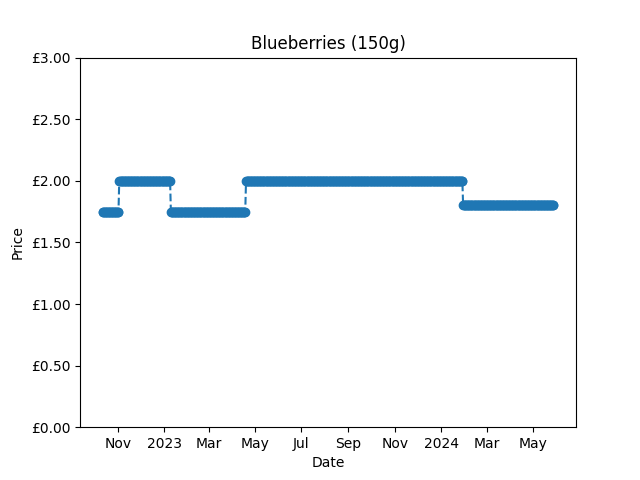 Blueberries (150g)
£3.00
£2.50
£2.00
£1.50
£1.00
£0.50
£0.00
Price
Nov 2023 Mar May Jul Sep Nov 2024 Mar May
Date